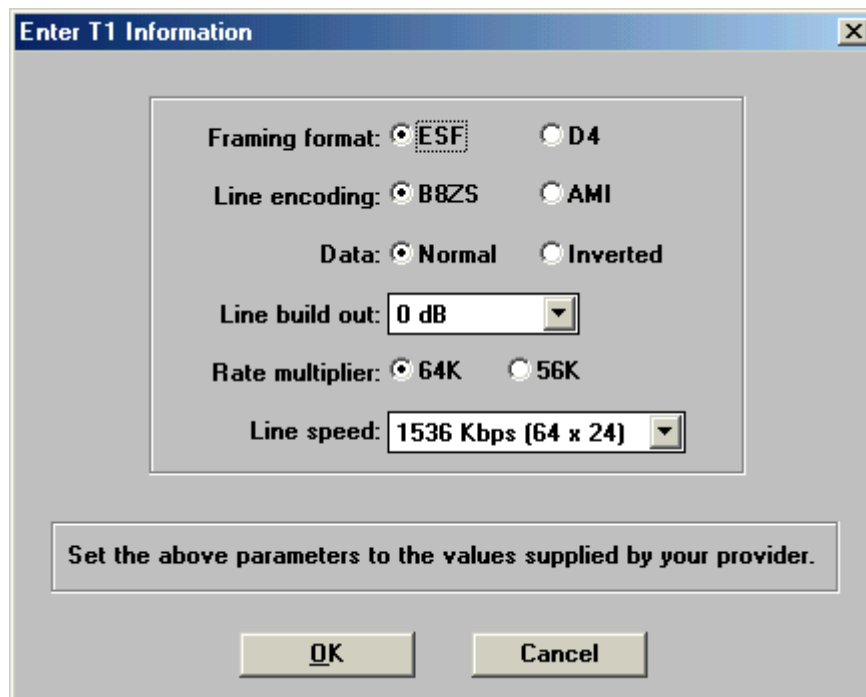 Enter T1 Information
Framing format: ESF D4
Line encoding: B8ZS AMI
Data: Normal Inverted
Line build out: 0 dB
Rate multiplier: 64K 56K
Line speed: 1536 Kbps (64 x 24)
Set the above parameters to the values supplied by your provider.
OK Cancel